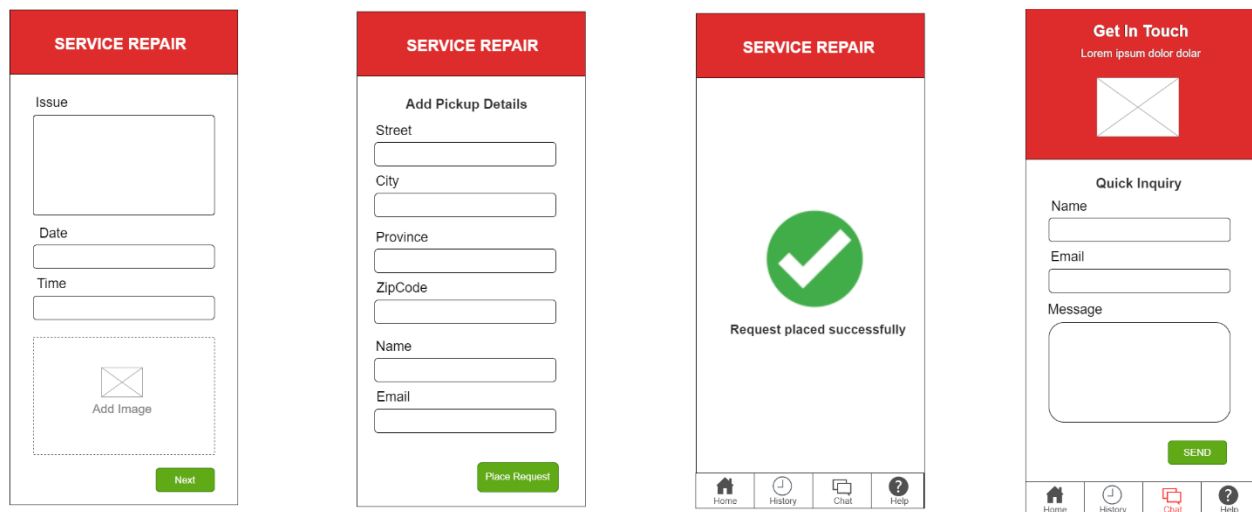 SERVICE REPAIR
Issue
Date
Time
Add Image
Next
SERVICE REPAIR
Add Pickup Details
Street
City
Province
ZipCode
Name
Email
Place Request
SERVICE REPAIR
Request placed successfully
Home History Chat Help
Get In Touch
Lorem ipsum dolor dolar
Quick Inquiry
Name
Email
Message
SEND
Home History Chat Help